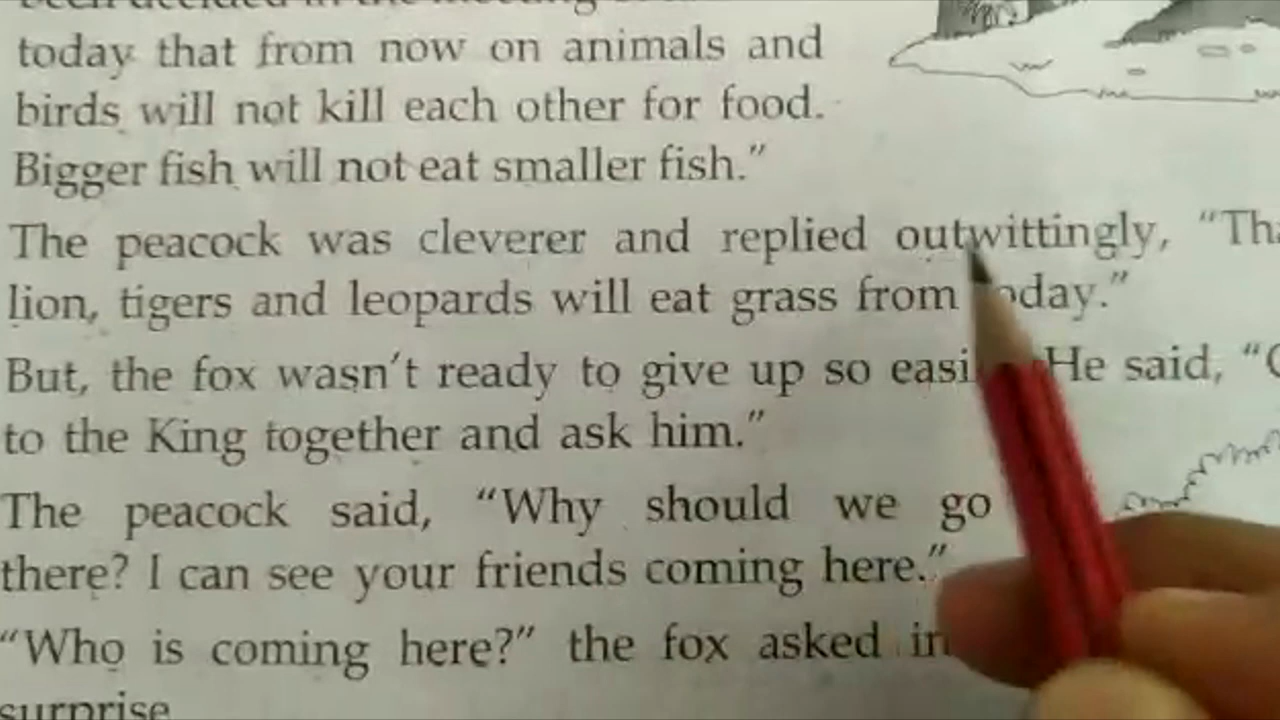 today that from now on animals and
birds will not kill each other for food.
Bigger fish will not eat smaller fish."
The peacock was cleverer and replied outwittingly,
lion, tigers and leopards will eat grass from today."
But, the fox wasn't ready to give up so He said,
to the King together and ask him."
The peacock said, "Why should we go
there? I can see your friends coming here."
"Who is coming here?" the fox asked in
surprise